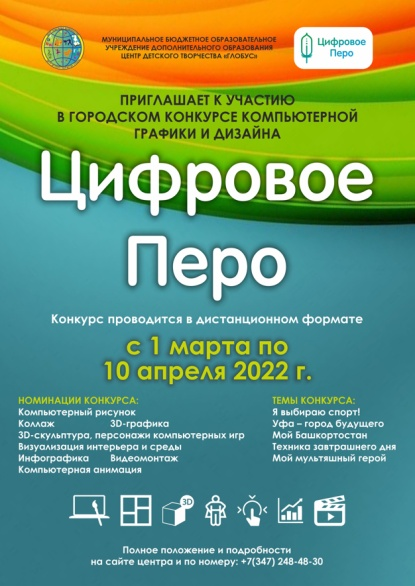 МУНИЦИПАЛЬНОЕ БЮДЖЕТНОЕ ОБРАЗОВАТЕЛЬНОЕ
УЧРЕЖДЕНИЕ ДОПОЛНИТЕЛЬНОГО ОБРАЗОВАНИЯ
ЦЕНТР ДЕТСКОГО ТВОРЧЕСТВА «ГЛОБУС»
Цифровое
Перо
ПРИГЛАШАЕТ К УЧАСТИЮ
В ГОРОДСКОМ КОНКУРСЕ КОМПЬЮТЕРНОЙ
ГРАФИКИ И ДИЗАЙНА
Цифровое
Перо
Конкурс проводится в дистанционном формате
с 1 марта по
10 апреля 2022 г.
НОМИНАЦИИ КОНКУРСА:
Компьютерный рисунок
Коллаж 3D-графика
3D-скульптура, персонажи компьютерных игр
Визуализация интерьера и среды
Инфографика Видеомонтаж
Компьютерная анимация
ТЕМЫ КОНКУРСА:
Я выбираю спорт!
Уфа – город будущего
Мой Башкортостан
Техника завтрашнего дня
Мой мультяшный герой
3D
Полное положение и подробности
на сайте центра и по номеру: +7(347) 248-48-30